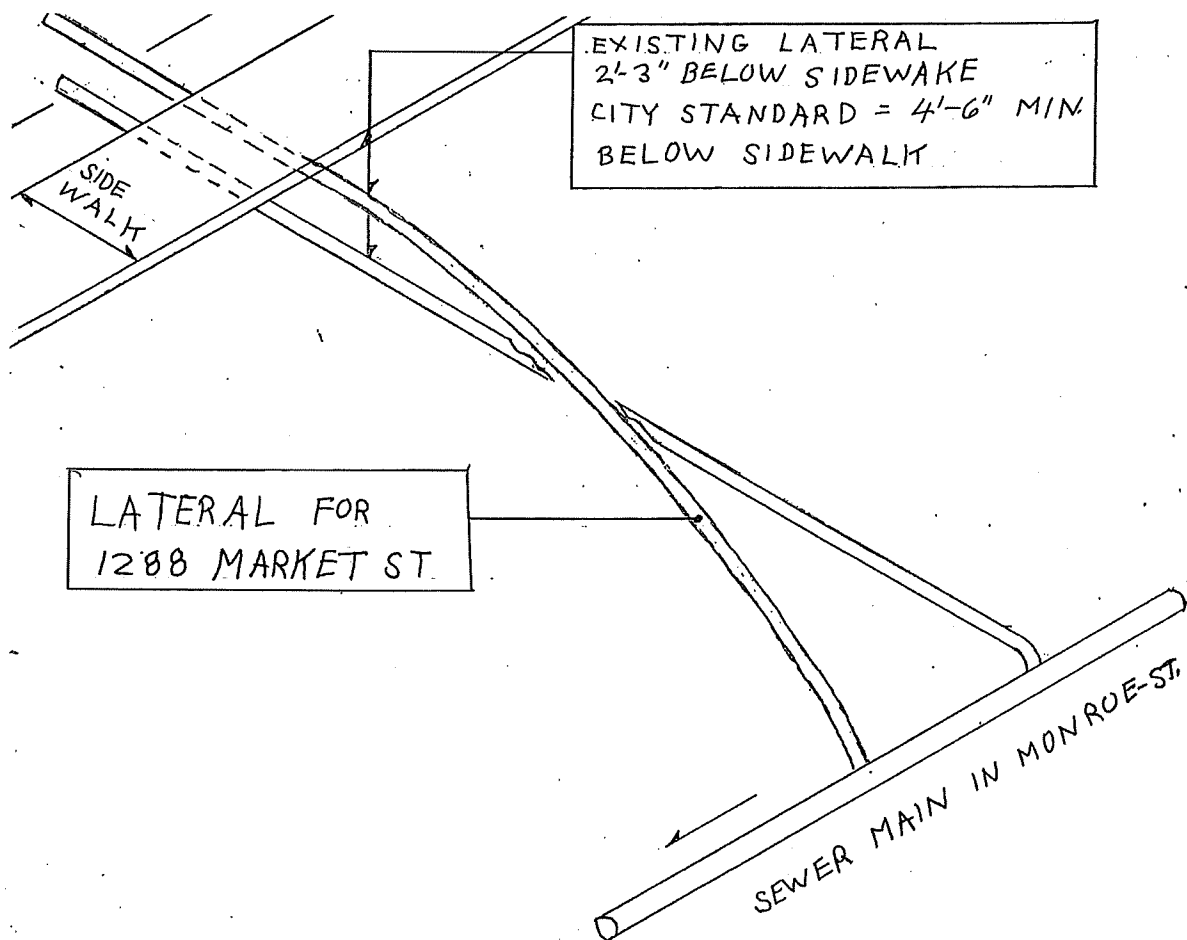 EXISTING LATERAL
2'-3" BELOW SIDEWAKE
CITY STANDARD = 4'-6" MIN.
BELOW SIDEWALK
SIDE
WALK
LATERAL FOR
1288 MARKET ST
SEWER MAIN IN MONROE-ST.